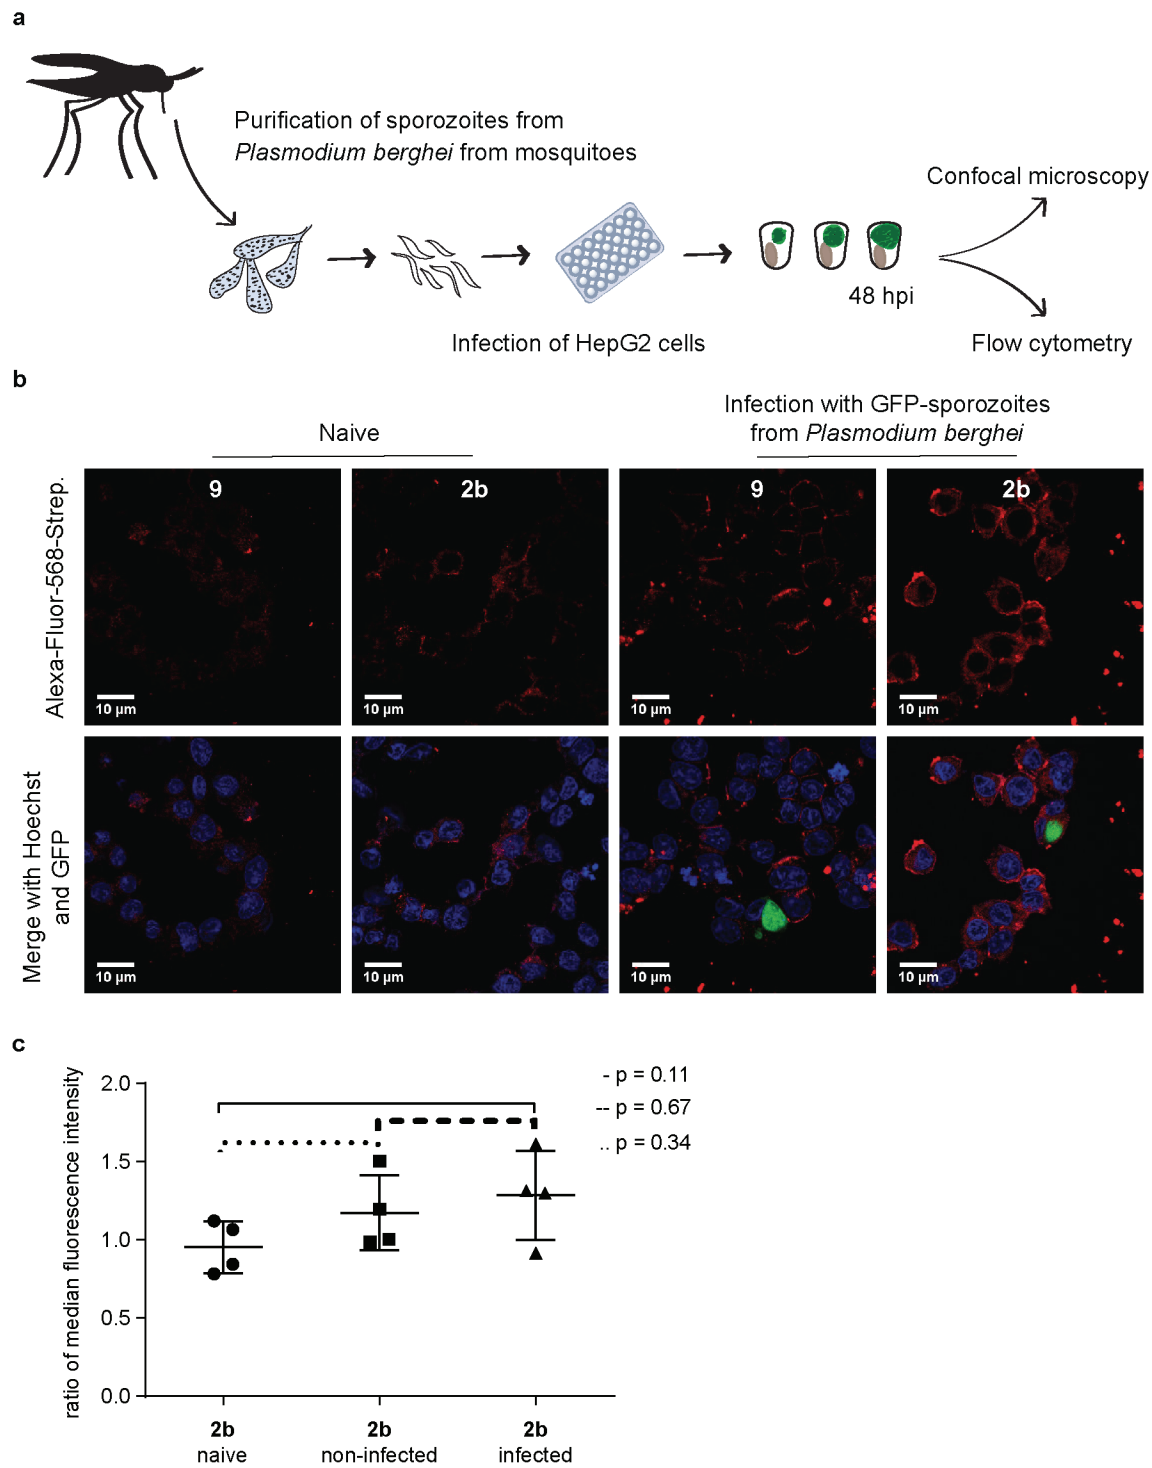 a
Purification of sporozoites from
Plasmodium berghei from mosquitoes
Confocal microscopy
48 hpi
Infection of HepG2 cells
Flow cytometry
b
Naive
Infection with GFP-sporozoites
from Plasmodium berghei
Alexa-Fluor-568-Strep.
9
2b
9
2b
10 µm
10 µm
10 µm
10 µm
Merge with Hoechst
and GFP
10 µm
10 µm
10 µm
10 µm
c
ratio of median fluorescence intensity
2.0
1.5
1.0
0.5
0.0
- p = 0.11
-- p = 0.67
.. p = 0.34
2b
naive
2b
non-infected
2b
infected